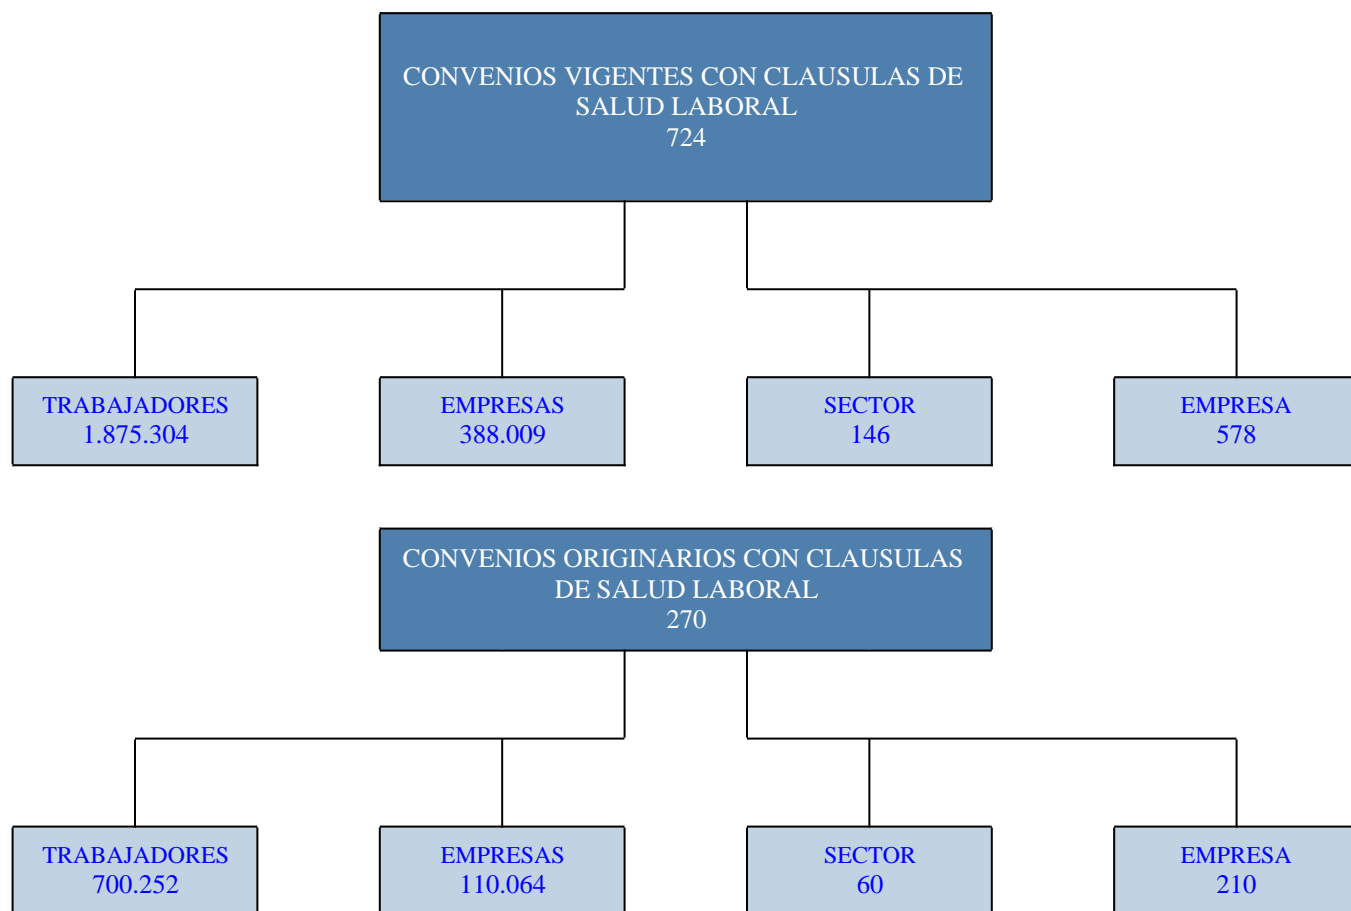 CONVENIOS VIGENTES CON CLAUSULAS DE
SALUD LABORAL
724
TRABAJADORES
1.875.304
EMPRESAS
388.009
SECTOR
146
EMPRESA
578
CONVENIOS ORIGINARIOS CON CLAUSULAS
DE SALUD LABORAL
270
TRABAJADORES
700.252
EMPRESAS
110.064
SECTOR
60
EMPRESA
210